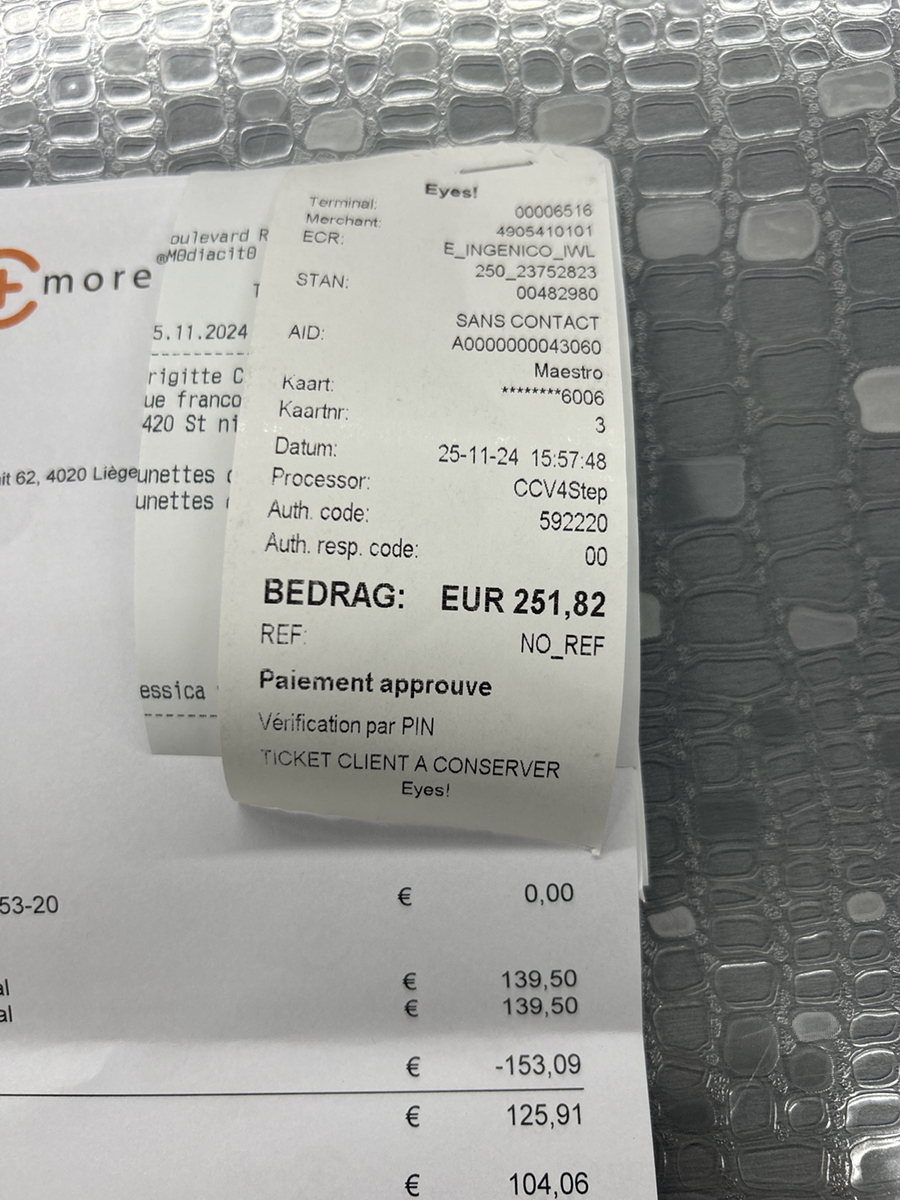 Eyes!
Terminal: 00006516
Merchant: 4905410101
ECR: E_INGENICO_IWL
250_23752823
STAN: 00482980
SANS CONTACT
AID: A0000000043060
Maestro
Kaart: ********6006
Kaartnr: 3
Datum: 25-11-24 15:57:48
Processor: CCV4Step
Auth. code: 592220
Auth. resp. code: 00
BEDRAG: EUR 251,82
REF: NO_REF
Paiement approuve
Vérification par PIN
TICKET CLIENT A CONSERVER
Eyes!
more
oulevard R
®M0diacit0
T
5.11.2024
rigitte C
ue franco
420 St ni
unettes
unettes
essica
it 62, 4020 Liège
53-20 € 0,00
al € 139,50
al € 139,50
€ -153,09
€ 125,91
€ 104,06